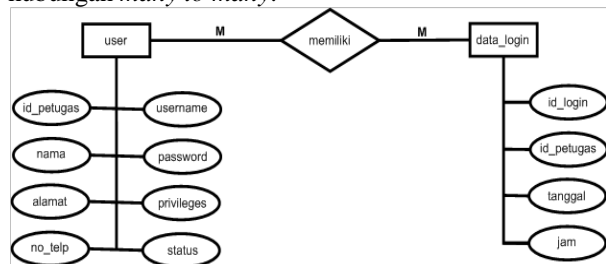 hubungan many to many.
user M memiliki M data_login
id_petugas username
nama password
alamat privileges
no_telp status
id_login
id_petugas
tanggal
jam